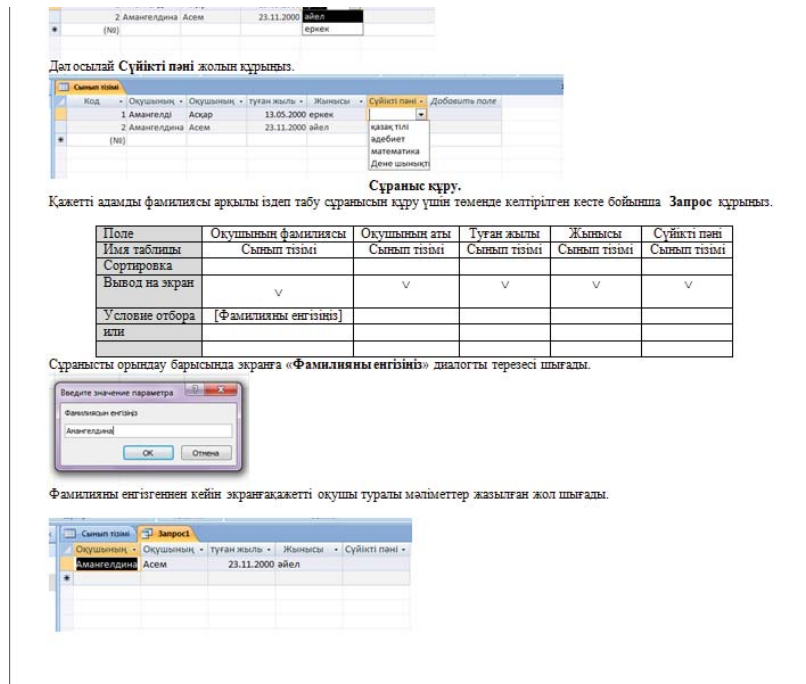 2 Амангелдина Асем 23.11.2000 әйел
* (№) еркек
Дәл осылай Сүйікті пәні жолын құрыңыз.
Сынып тізімі
Код Оқушының Оқушының туған жылы Жынысы Сүйікті пәні Добавить поле
1 Амангелді Асқар 13.05.2000 еркек
2 Амангелдина Асем 23.11.2000 әйел қазақ тілі
* (№) әдебиет
математика
Дене шынықт
Сұраныс құру.
Қажетті адамды фамилиясы арқылы іздеп табу сұранысын құру үшін төменде келтірілген кесте бойынша Запрос құрыңыз.
Поле Оқушының фамилиясы Оқушының аты Туған жылы Жынысы Сүйікті пәні
Имя таблицы Сынып тізімі Сынып тізімі Сынып тізімі Сынып тізімі Сынып тізімі
Сортировка
Вывод на экран V V V V V
Условие отбора [Фамилияны енгізіңіз]
или
Сұранысты орындау барысында экранға «Фамилияны енгізіңіз» диалогты терезесі шығады.
Введите значение параметра
Фамилиясын енгізіңіз
Амангелдина
ОК Отмена
Фамилияны енгізгеннен кейін экранғақажетті оқушы туралы мәліметтер жазылған жол шығады.
Сынып тізімі Запрос1
Оқушының Оқушының туған жылы Жынысы Сүйікті пәні
Амангелдина Асем 23.11.2000 әйел
*